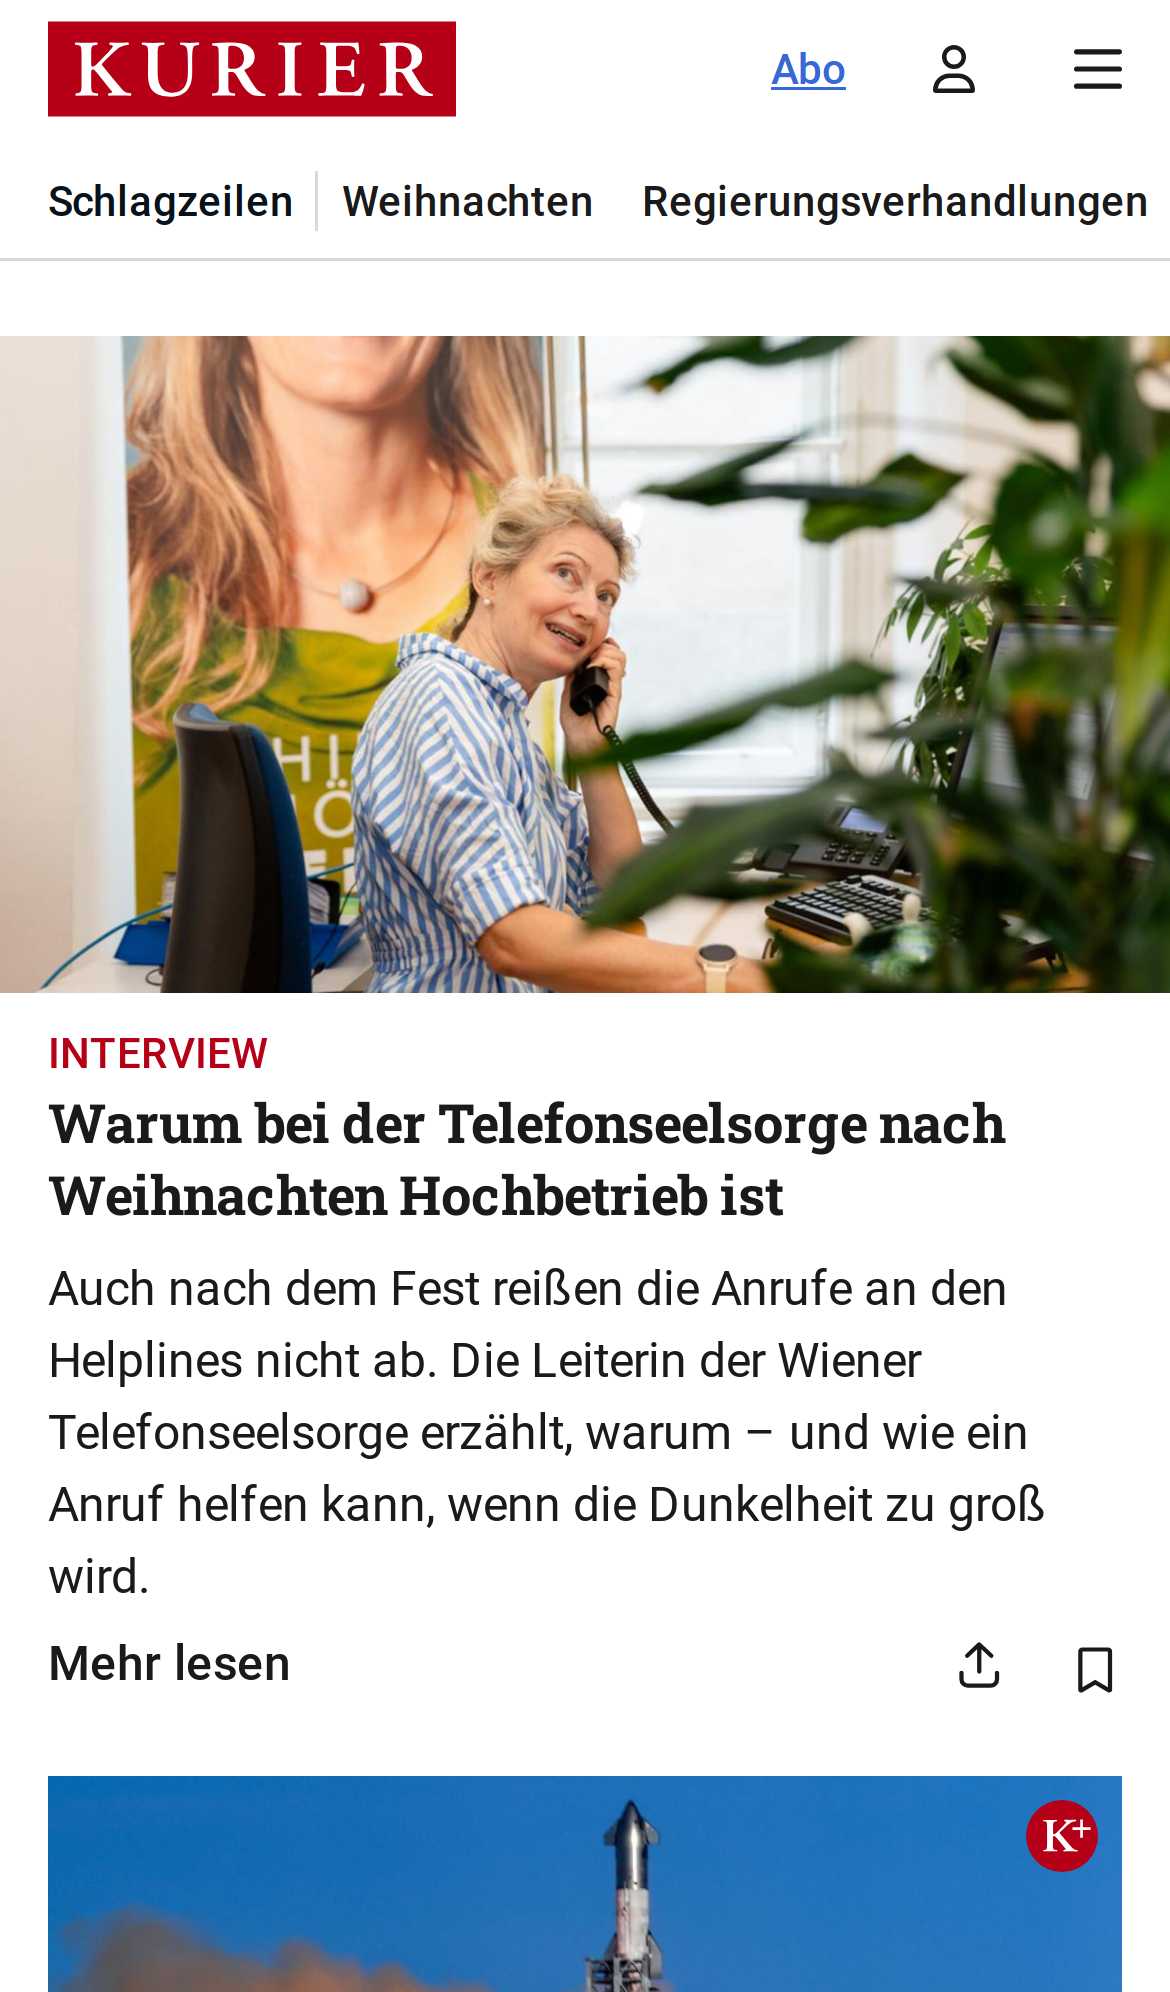 KURIER
Abo
Schlagzeilen
Weihnachten
Regierungsverhandlungen
HI
Ö
INTERVIEW
Warum bei der Telefonseelsorge nach
Weihnachten Hochbetrieb ist
Auch nach dem Fest reißen die Anrufe an den
Helplines nicht ab. Die Leiterin der Wiener
Telefonseelsorge erzählt, warum – und wie ein
Anruf helfen kann, wenn die Dunkelheit zu groß
wird.
Mehr lesen
K+